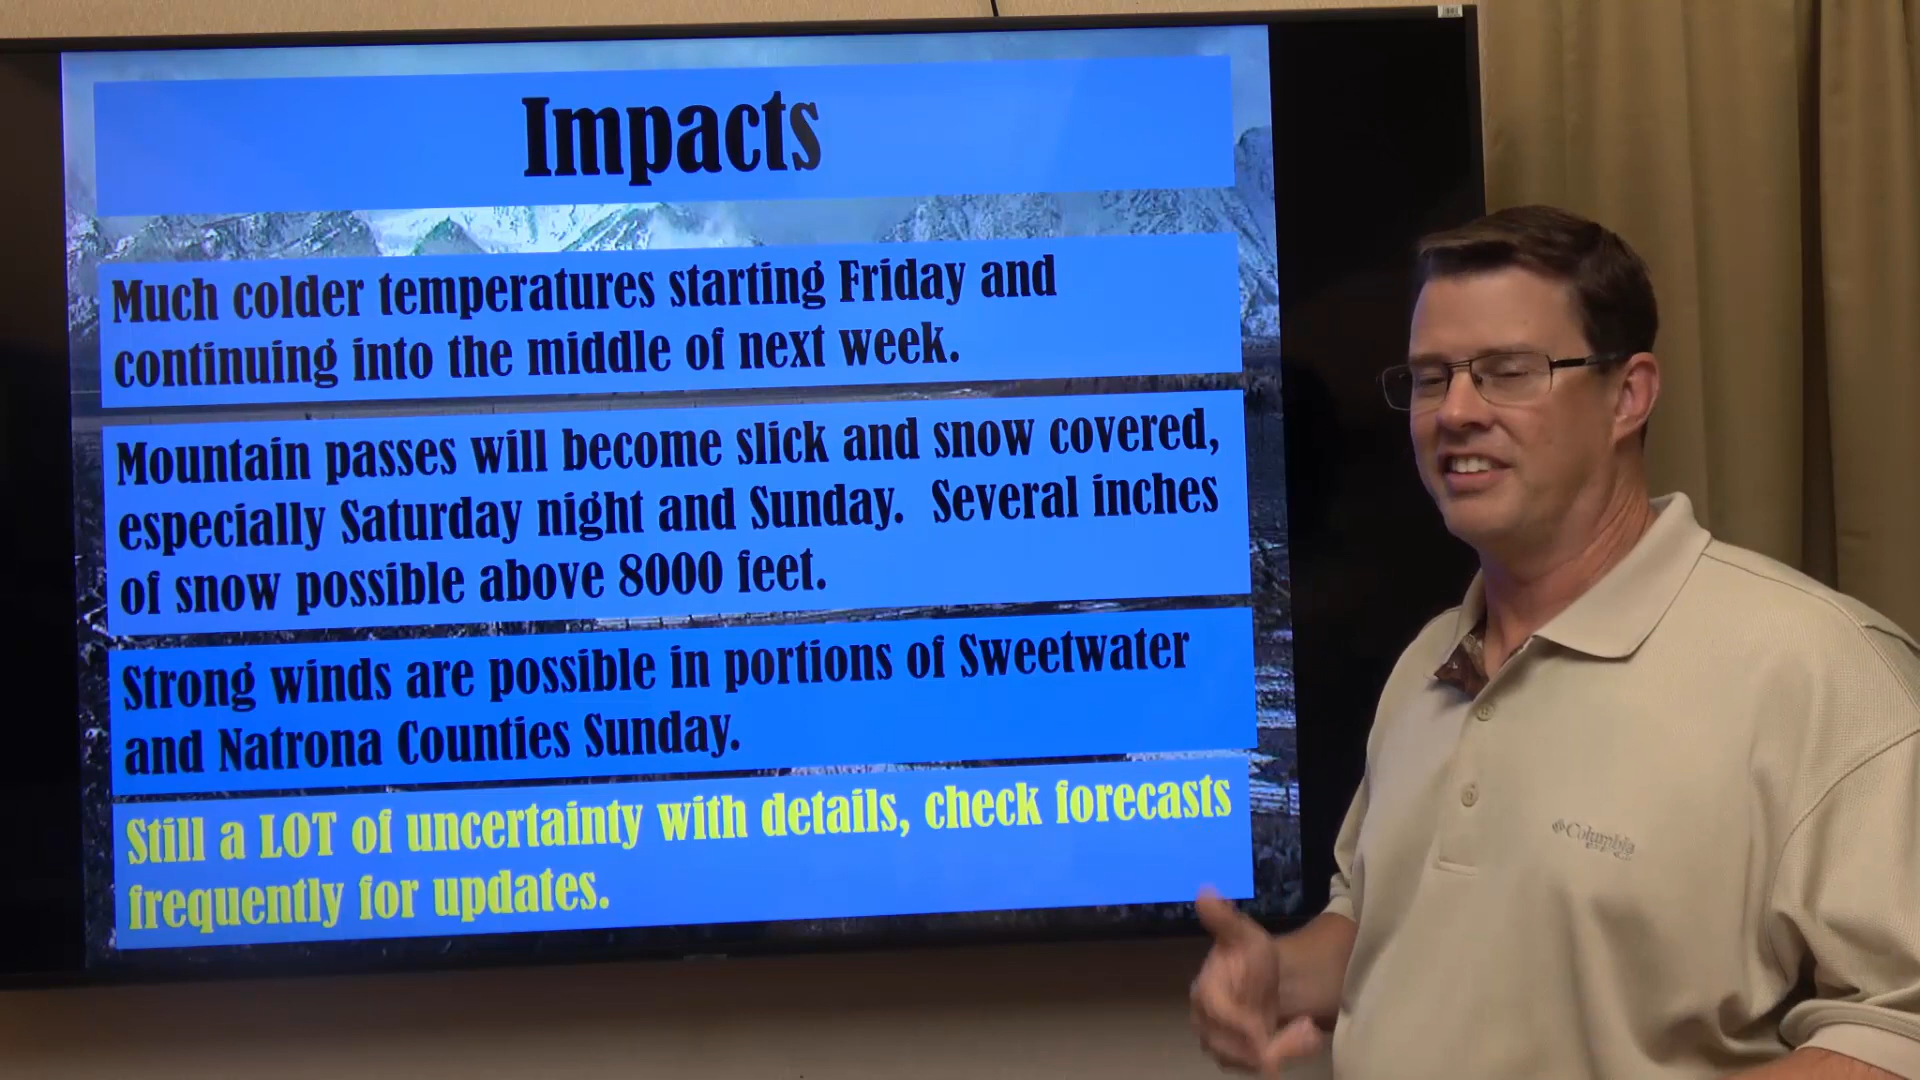 Impacts
Much colder temperatures starting Friday and
continuing into the middle of next week.
Mountain passes will become slick and snow covered,
especially Saturday night and Sunday. Several inches
of snow possible above 8000 feet.
Strong winds are possible in portions of Sweetwater
and Natrona Counties Sunday.
Still a LOT of uncertainty with details, check forecasts
frequently for updates.
Columbia